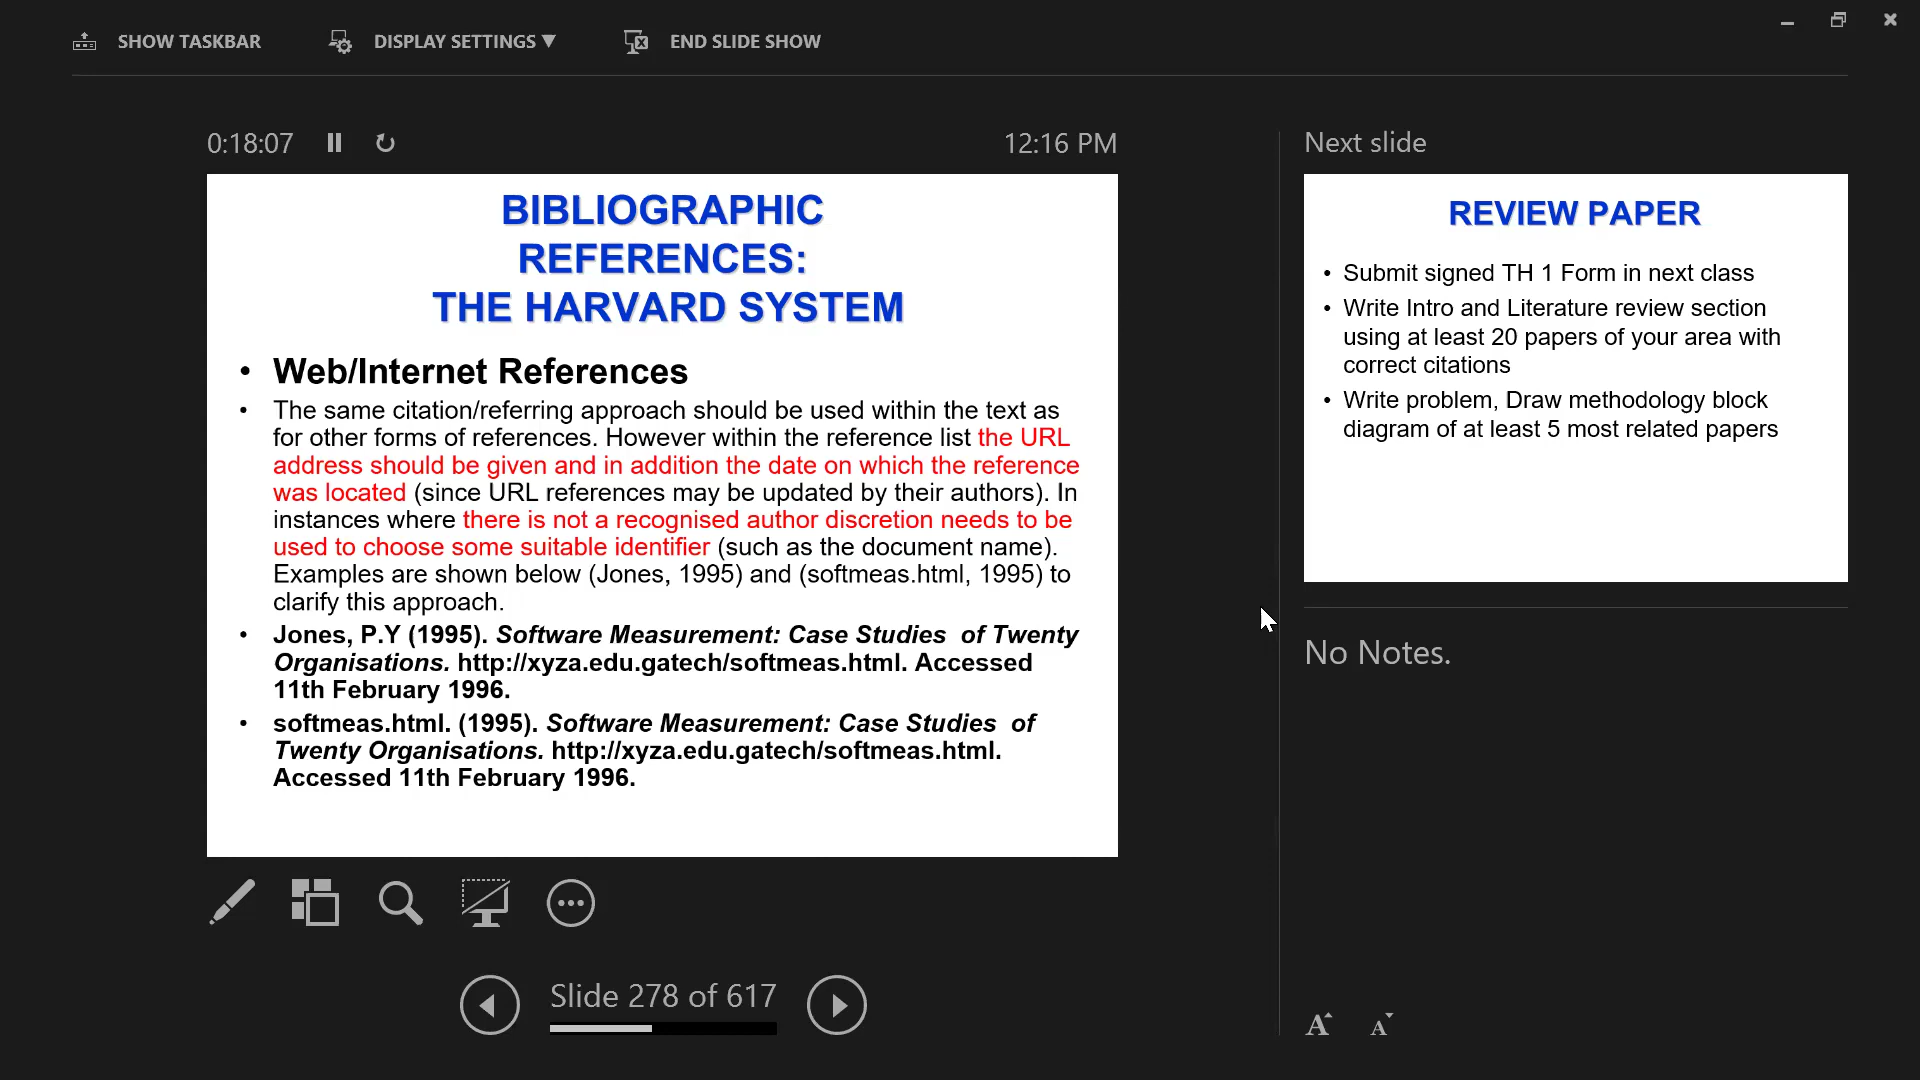 SHOW TASKBAR
DISPLAY SETTINGS ▼
END SLIDE SHOW
0:18:07
12:16 PM
BIBLIOGRAPHIC
REFERENCES:
THE HARVARD SYSTEM
• Web/Internet References
• The same citation/referring approach should be used within the text as
for other forms of references. However within the reference list the URL
address should be given and in addition the date on which the reference
was located (since URL references may be updated by their authors). In
instances where there is not a recognised author discretion needs to be
used to choose some suitable identifier (such as the document name).
Examples are shown below (Jones, 1995) and (softmeas.html, 1995) to
clarify this approach.
• Jones, P.Y (1995). Software Measurement: Case Studies of Twenty
Organisations. http://xyza.edu.gatech/softmeas.html. Accessed
11th February 1996.
• softmeas.html. (1995). Software Measurement: Case Studies of
Twenty Organisations. http://xyza.edu.gatech/softmeas.html.
Accessed 11th February 1996.
Slide 278 of 617
Next slide
REVIEW PAPER
• Submit signed TH 1 Form in next class
• Write Intro and Literature review section
using at least 20 papers of your area with
correct citations
• Write problem, Draw methodology block
diagram of at least 5 most related papers
No Notes.
A A